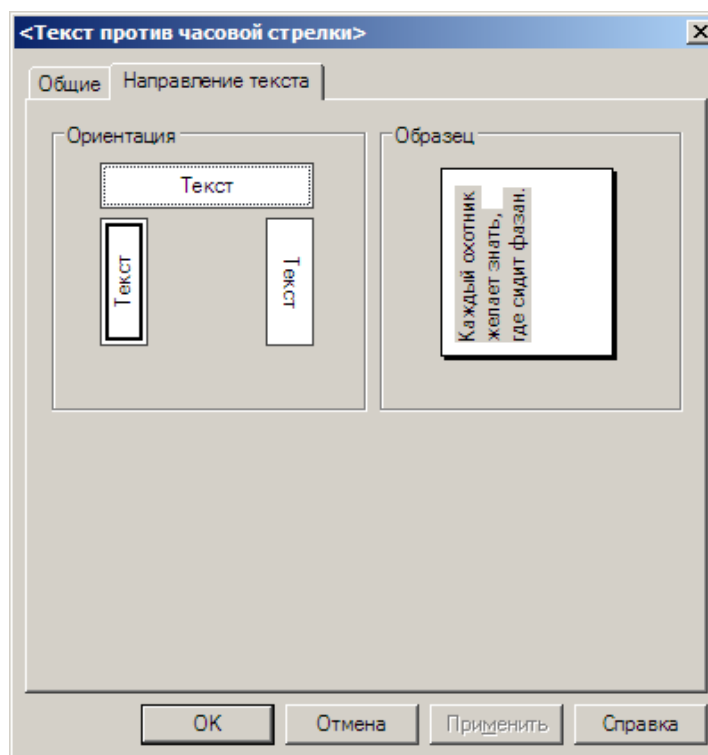 <Текст против часовой стрелки>
Общие
Направление текста
Ориентация
Текст
Текст
Текст
Образец
Каждый охотник
желает знать,
где сидит фазан.
OK
Отмена
Применить
Справка